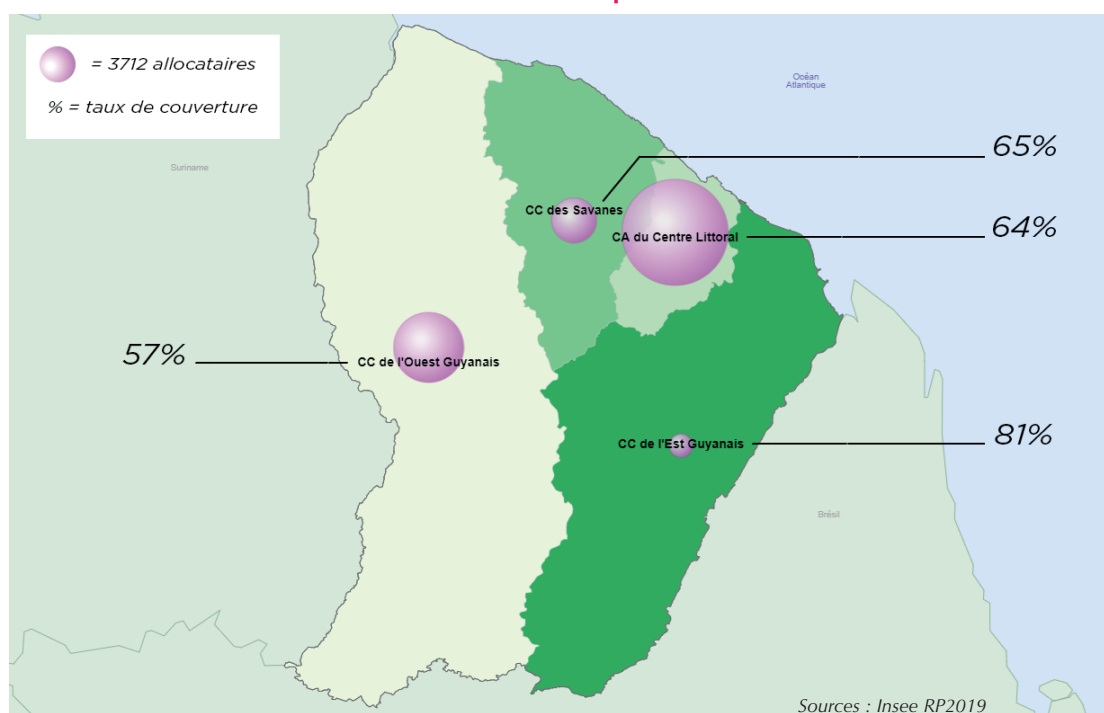 = 3712 allocataires
% = taux de couverture
Océan
Atlantique
65%
Suriname
CC des Savanes
64%
CA du Centre Littoral
57%
CC de l'Ouest Guyanais
81%
CC de l'Est Guyanais
Brésil
Sources : Insee RP2019